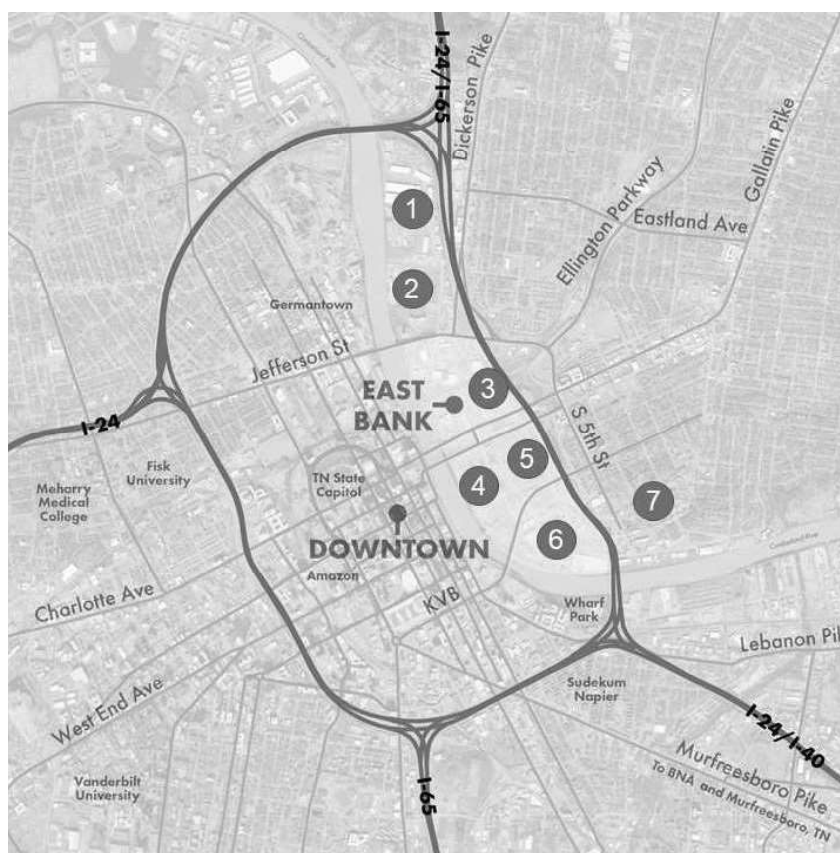 I-24/I-65
Dickerson Pike
Gallatin Pike
Ellington Parkway
Eastland Ave
1
2
Germantown
Jefferson St
EAST
BANK
3
I-24
S 5th St
Fisk
University
TN State
Capitol
5
4
7
Meharry
Medical
College
6
DOWNTOWN
Amazon
KVB
Charlotte Ave
Wharf
Park
Lebanon Pik
West End Ave
Sudekum
Napier
I-24/I-40
Vanderbilt
University
I-65
Murfreesboro Pike
To BNA and Murfreesboro, TN